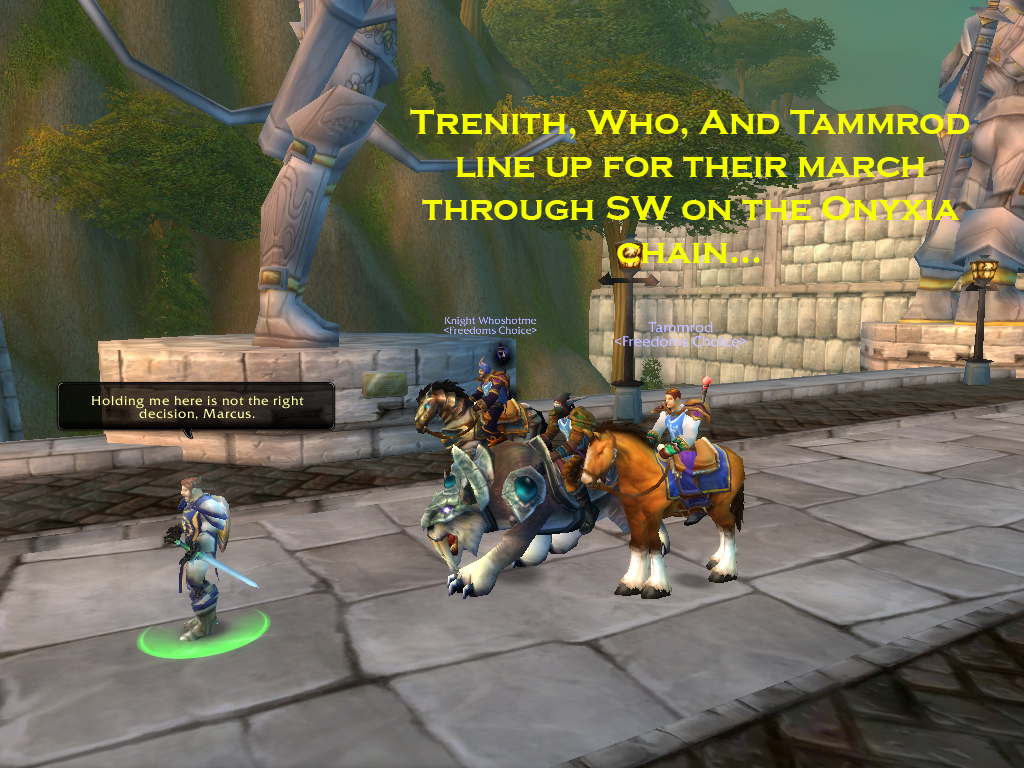 Trenith, Who, And Tammrod
line up for their march
through SW on the Onyxia
chain...
Knight Whoshotme
<Freedoms Choice>
Tammrod
<Freedoms Choice>
Holding me here is not the right
decision, Marcus.